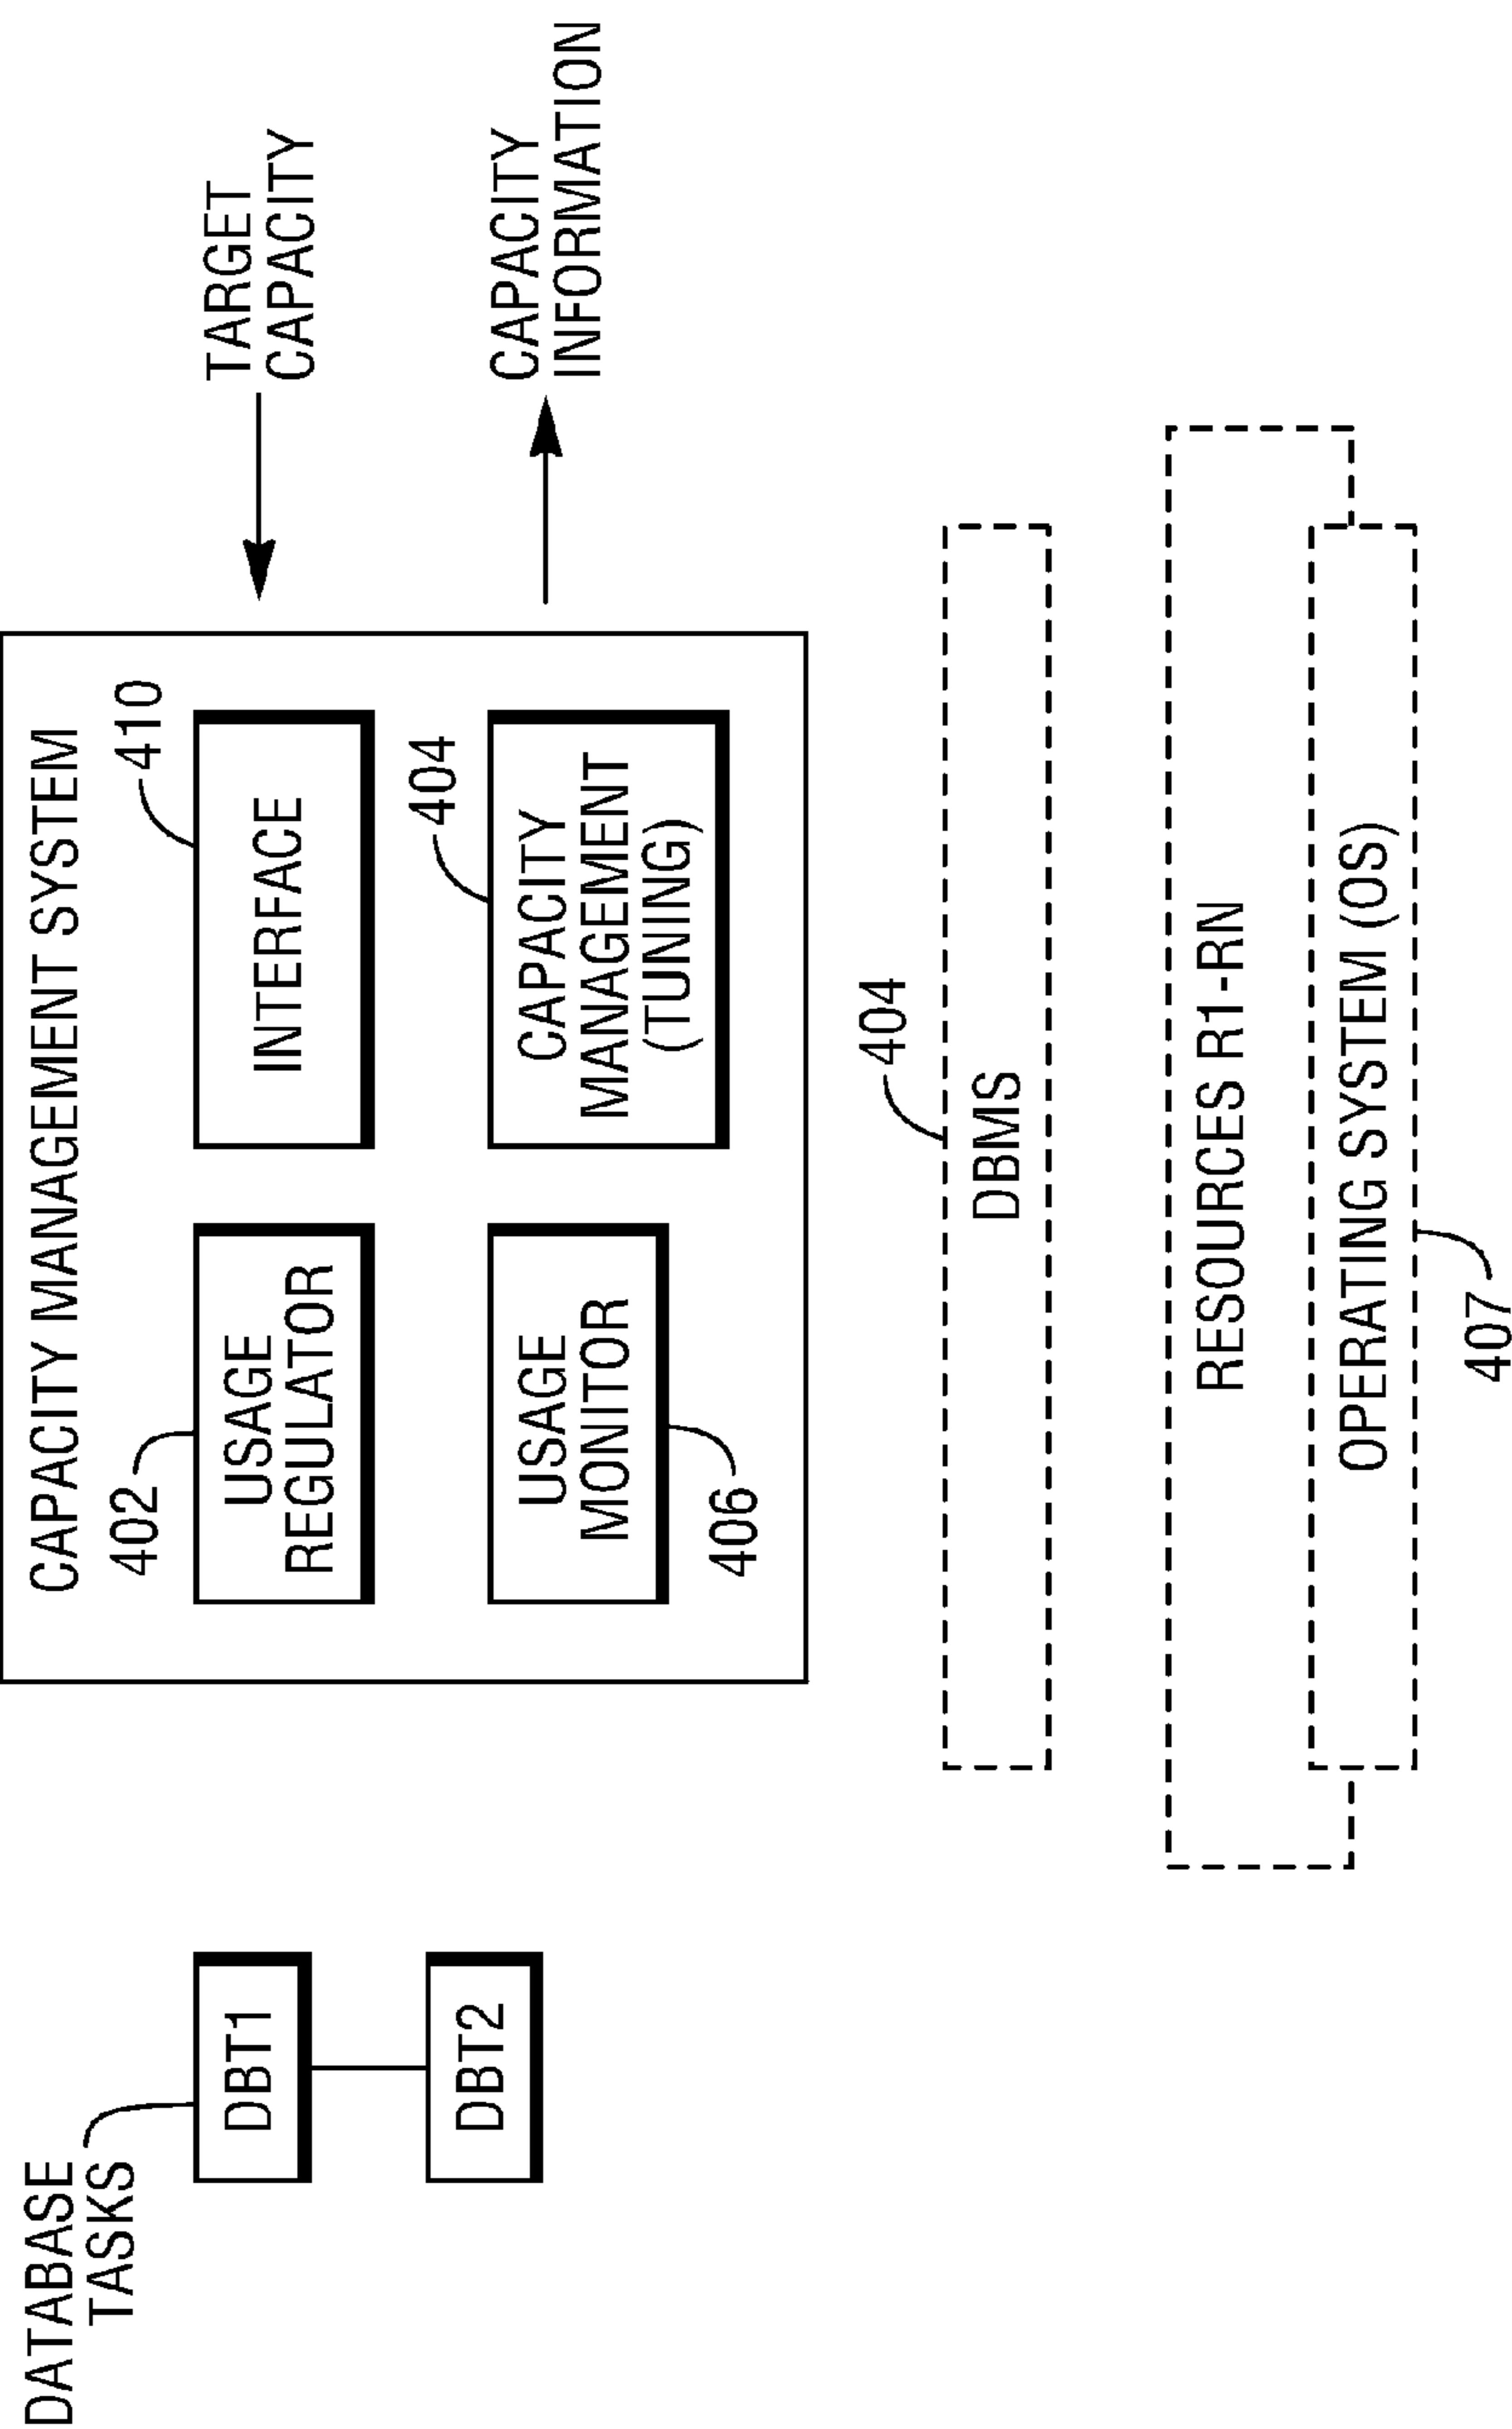 DATABASE
TASKS
DBT1
DBT2
CAPACITY MANAGEMENT SYSTEM
402
USAGE
REGULATOR
410
INTERFACE
USAGE
MONITOR
406
404
CAPACITY
MANAGEMENT
(TUNING)
TARGET
CAPACITY
CAPACITY
INFORMATION
404
DBMS
RESOURCES R1-RN
OPERATING SYSTEM (OS)
407